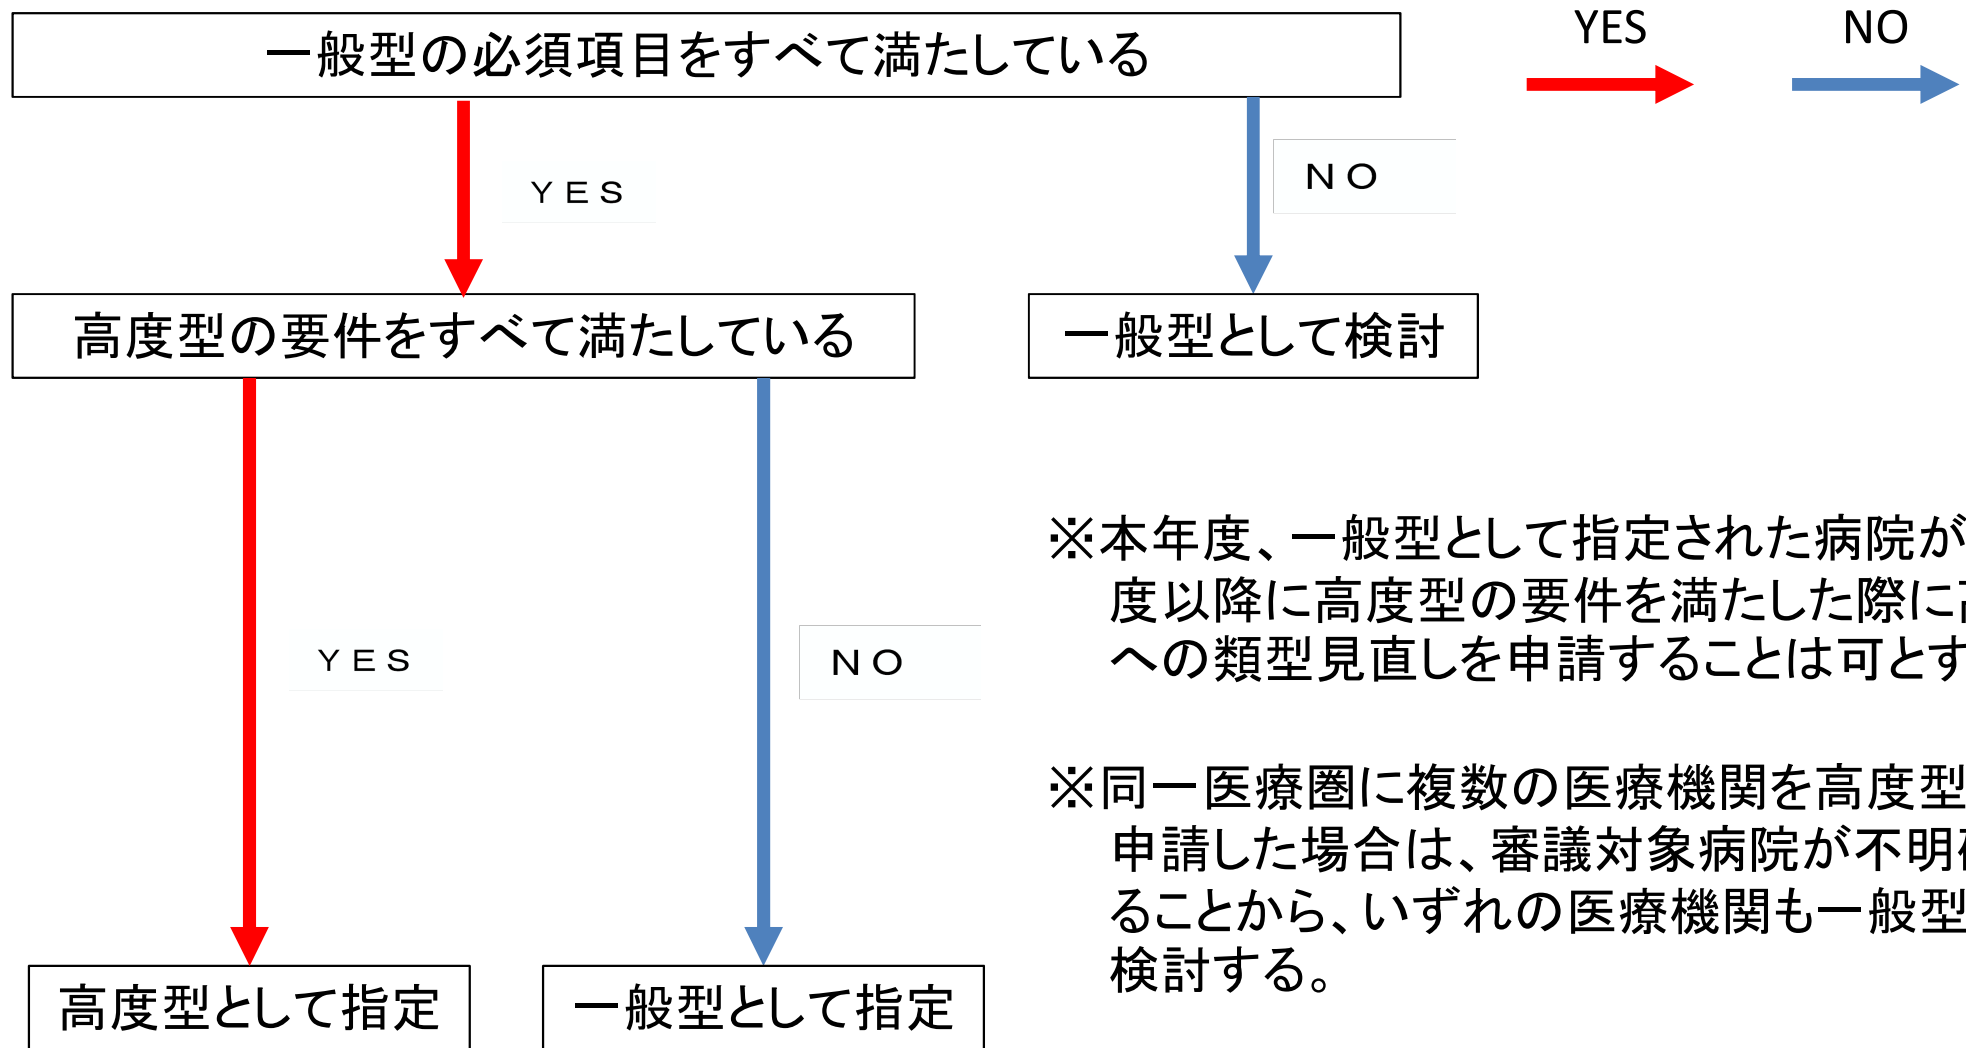 一般型の必須項目をすべて満たしている
YES
NO
YES
NO
高度型の要件をすべて満たしている
一般型として検討
YES
NO
※本年度、一般型として指定された病院が
度以降に高度型の要件を満たした際に
への類型見直しを申請することは可とす
※同一医療圏に複数の医療機関を高度型
申請した場合は、審議対象病院が不明
ることから、いずれの医療機関も一般型
検討する。
高度型として指定
一般型として指定